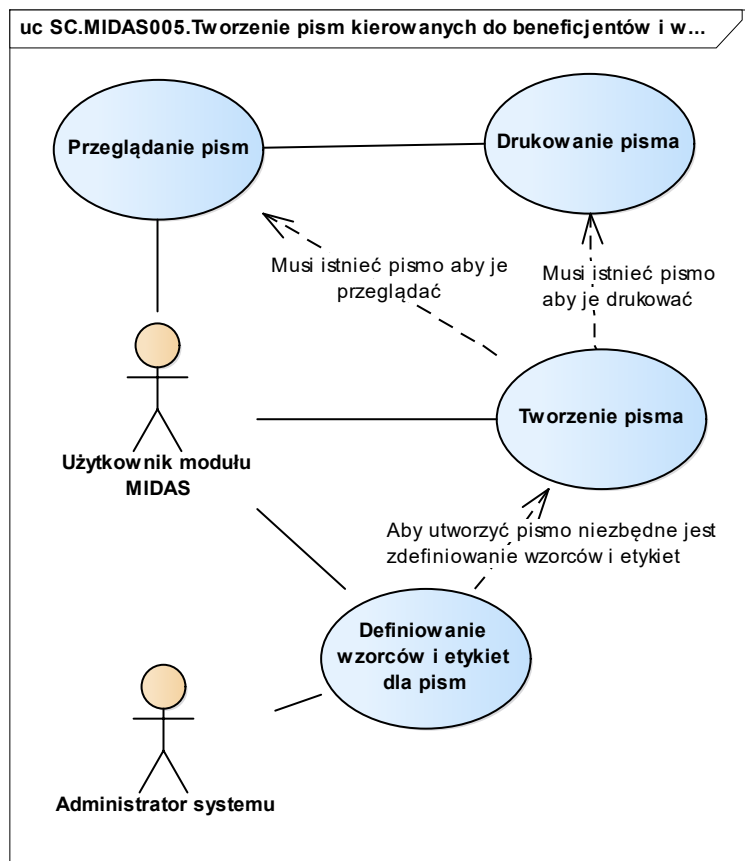 uc SC.MIDAS005.Tworzenie pism kierowanych do beneficjentów i w...
Przeglądanie pism
Drukowanie pisma
Musi istnieć pismo aby je
przeglądać
Musi istnieć pismo
aby je drukować
Tworzenie pisma
Użytkownik modułu
MIDAS
Aby utworzyć pismo niezbędne jest
zdefiniowanie wzorców i etykiet
Definiowanie
wzorców i etykiet
dla pism
Administrator systemu